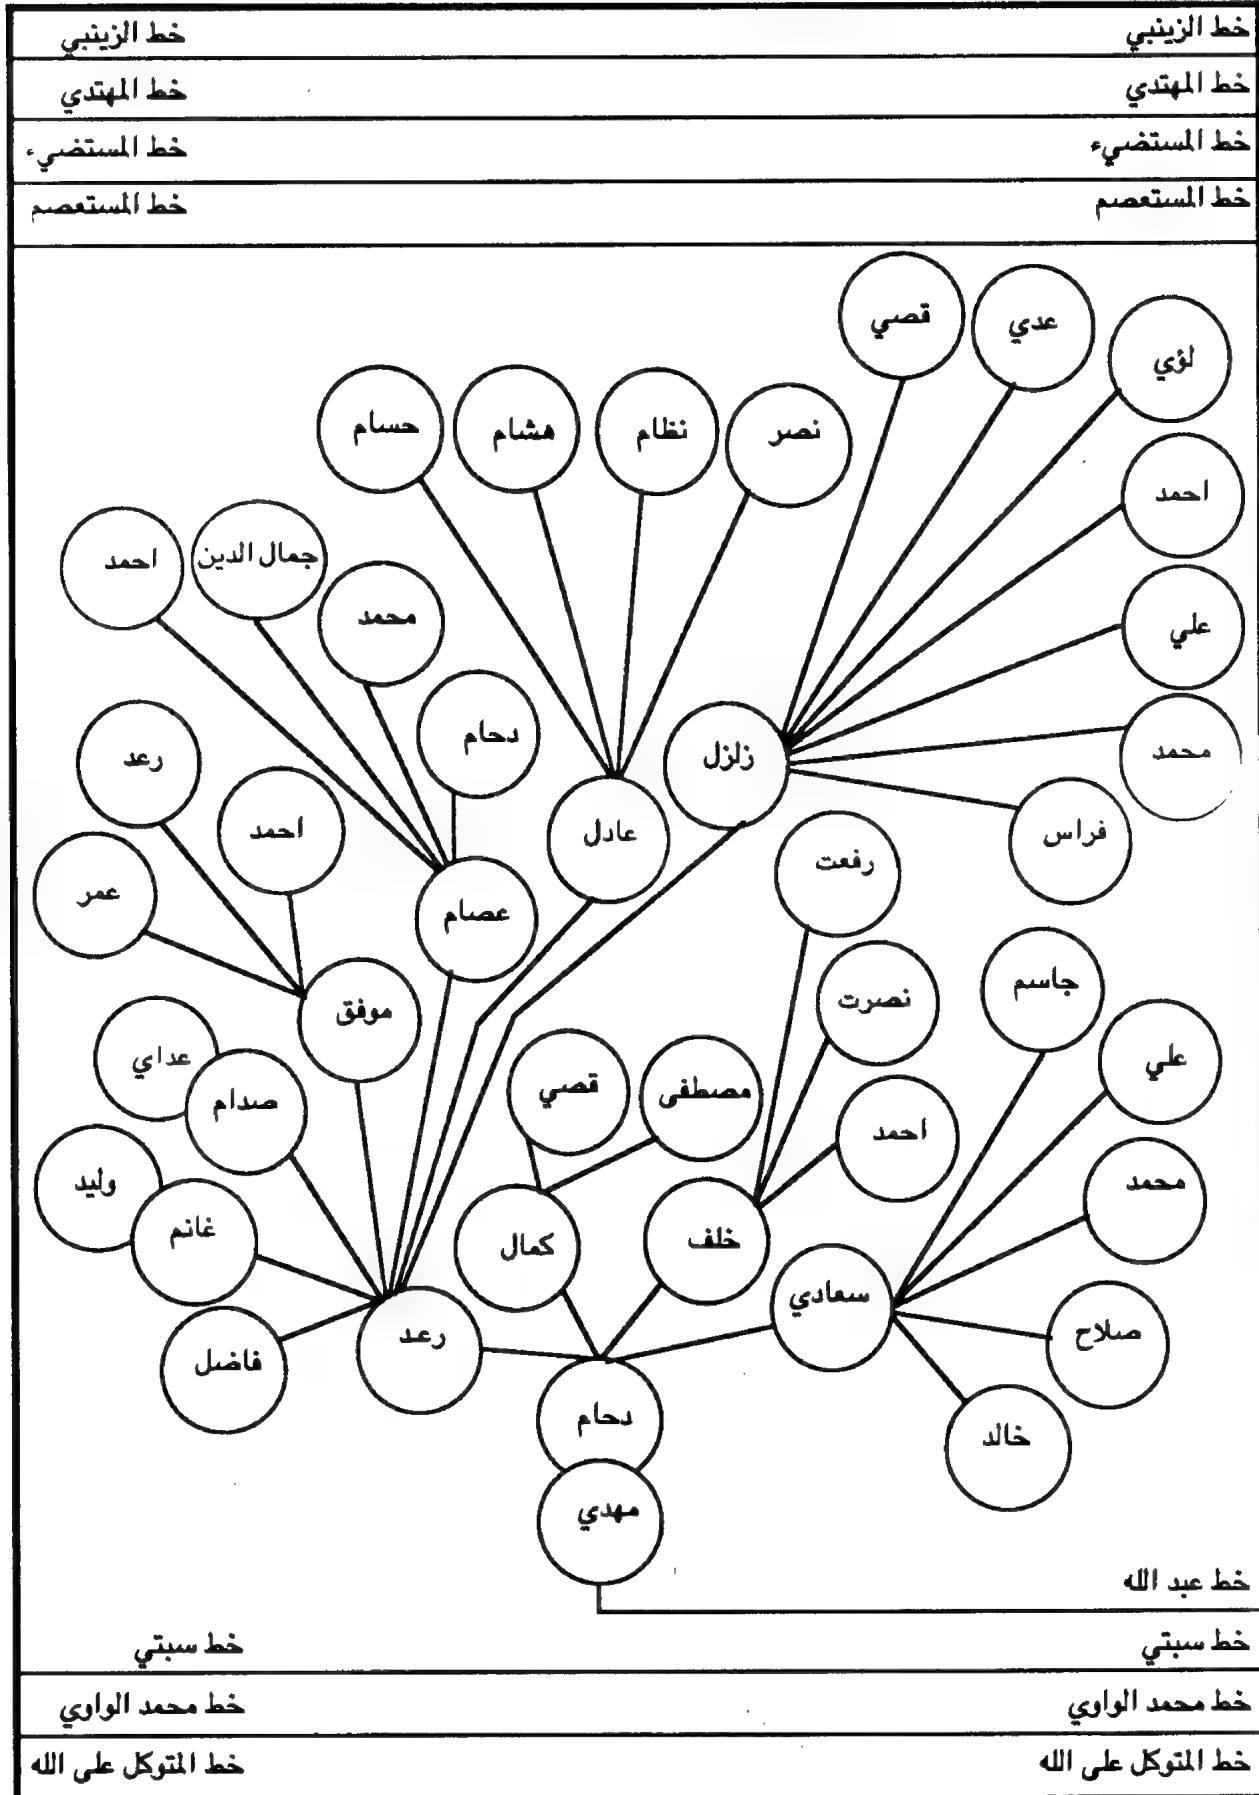 خط الزينبي خط الزينبي
خط المهتدي خط المهتدي
خط المستضيء خط المستضيء
خط المستعصم خط المستعصم
قصي
عدي
لؤي
احمد
علي
محمد
فراس
زلزل
نصر
نظام
هشام
حسام
عادل
دحام
محمد
جمال الدين
احمد
عصام
احمد
رعد
عمر
موفق
عداي
صدام
وليد
غانم
فاضل
رعد
قصي
مصطفى
كمال
رفعت
نصرت
احمد
خلف
جاسم
علي
محمد
صلاح
خالد
سعادي
دحام
مهدي
خط عبد الله
خط سبتي خط سبتي
خط محمد الواوي خط محمد الواوي
خط المتوكل على الله خط المتوكل على الله